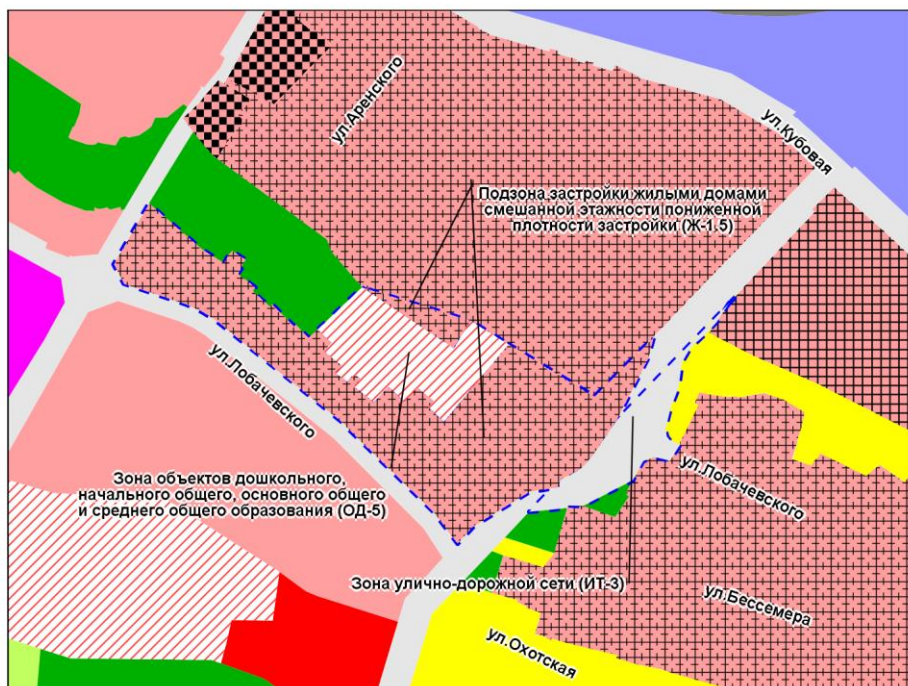 ул.Аренского
ул.Кубовая
Подзона застройки жилыми домами
смешанной этажности пониженной
плотности застройки (Ж-1.5)
ул.Лобачевского
Зона объектов дошкольного,
начального общего, основного общего
и среднего общего образования (ОД-5)
ул.Лобачевского
Зона улично-дорожной сети (ИТ-3)
ул.Бессемера
ул.Охотская